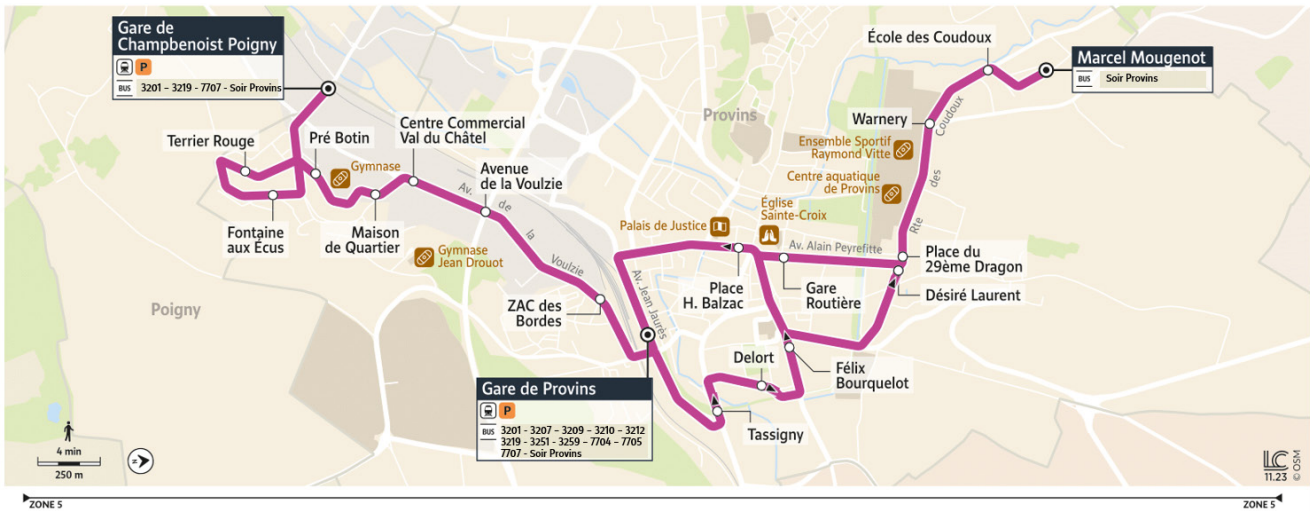 Gare de
Champbenoist Poigny
P
BUS 3201 – 3219 - 7707 - Soir Provins
Terrier Rouge
Pré Botin
Gymnase
Centre Commercial
Val du Châtel
Avenue
de la Voulzie
Fontaine
aux Écus
Maison
de Quartier
Gymnase
Jean Drouot
Av. de la Voulzie
ZAC des
Bordes
Poigny
Gare de Provins
P
BUS 3201 - 3207 - 3209 - 3210 - 3212
3219 - 3251 - 3259 - 7704 - 7705
7707 - Soir Provins
Av. Jean Jaurès
Tassigny
Delort
Félix
Bourquelot
Palais de Justice
Église
Sainte-Croix
Place
H. Balzac
Gare
Routière
Av. Alain Peyrefitte
Provins
Place du
29ème Dragon
Désiré Laurent
Ensemble Sportif
Raymond Vitte
Centre aquatique
de Provins
Rte des Coudoux
Warnery
École des Coudoux
Marcel Mougenot
BUS Soir Provins
4 min
250 m
LC
11.23
© OSM
ZONE 5
ZONE 5